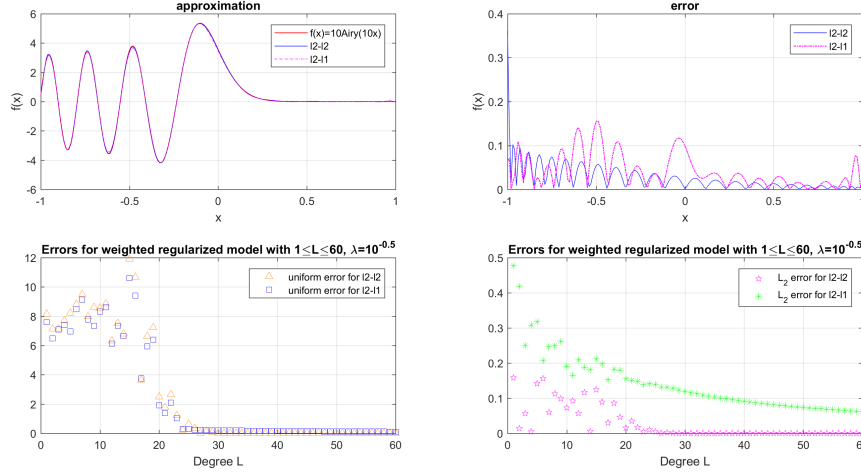 approximation
6
4
2
0
-2
-4
-6
f(x)
-1
-0.5
0
0.5
1
x
f(x)=10Airy(10x)
l2-l2
l2-l1
error
0.4
0.3
0.2
0.1
0
f(x)
-1
-0.5
0
0.5
1
x
l2-l2
l2-l1
Errors for weighted regularized model with 1≤L≤60, λ=10^-0.5
12
10
8
6
4
2
0
0
10
20
30
40
50
60
Degree L
uniform error for l2-l2
uniform error for l2-l1
Errors for weighted regularized model with 1≤L≤60, λ=10^-0.5
0.5
0.4
0.3
0.2
0.1
0
0
10
20
30
40
50
60
Degree L
L_2 error for l2-l2
L_2 error for l2-l1